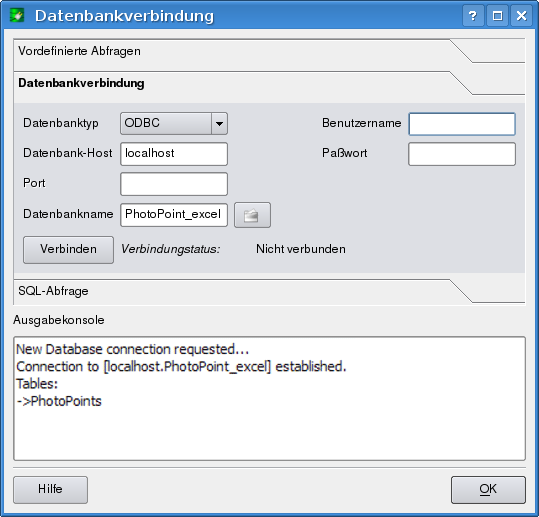 Datenbankverbindung
Vordefinierte Abfragen
Datenbankverbindung
Datenbanktyp ODBC Benutzername
Datenbank-Host localhost Paßwort
Port
Datenbankname PhotoPoint_excel
Verbinden Verbindungstatus: Nicht verbunden
SQL-Abfrage
Ausgabekonsole
New Database connection requested...
Connection to [localhost.PhotoPoint_excel] established.
Tables:
->PhotoPoints
Hilfe OK